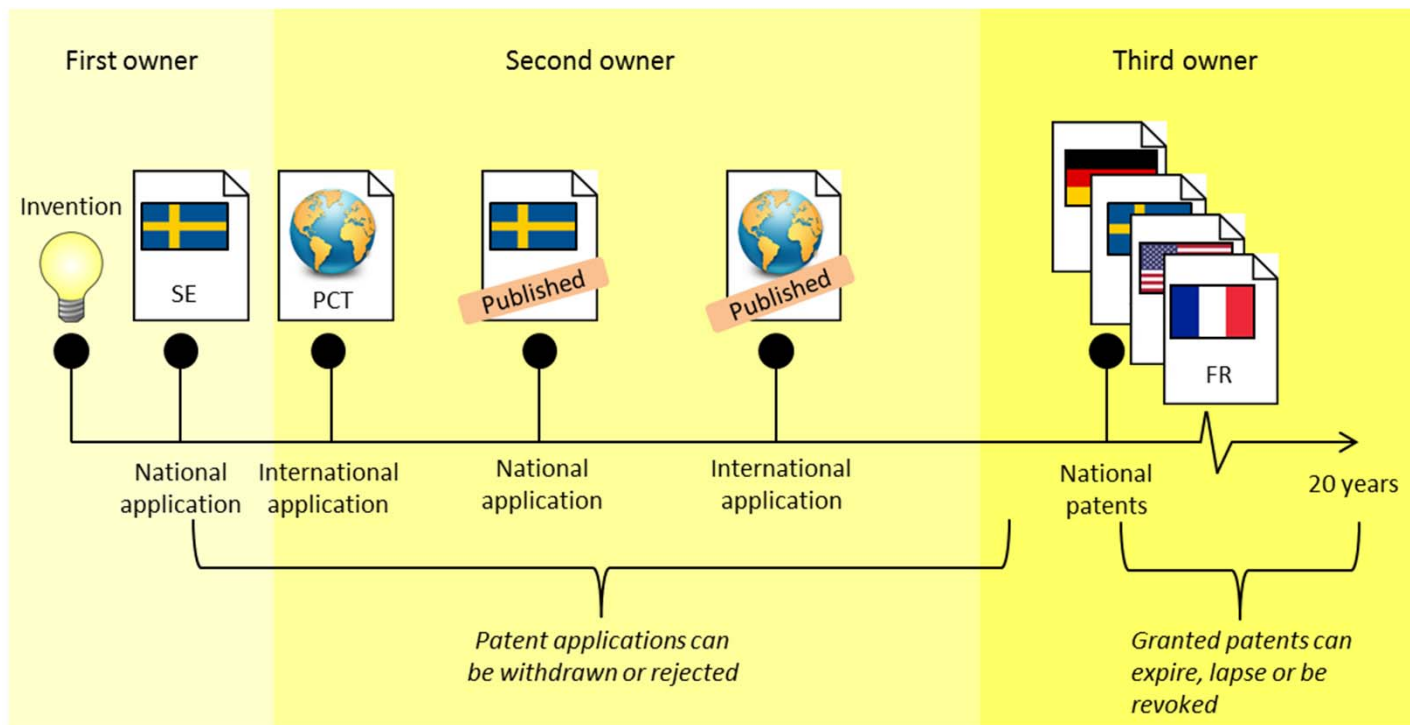 First owner
Second owner
Third owner
Invention
SE
PCT
Published
Published
FR
National
application
International
application
National
application
International
application
National
patents
20 years
Patent applications can
be withdrawn or rejected
Granted patents can
expire, lapse or be
revoked